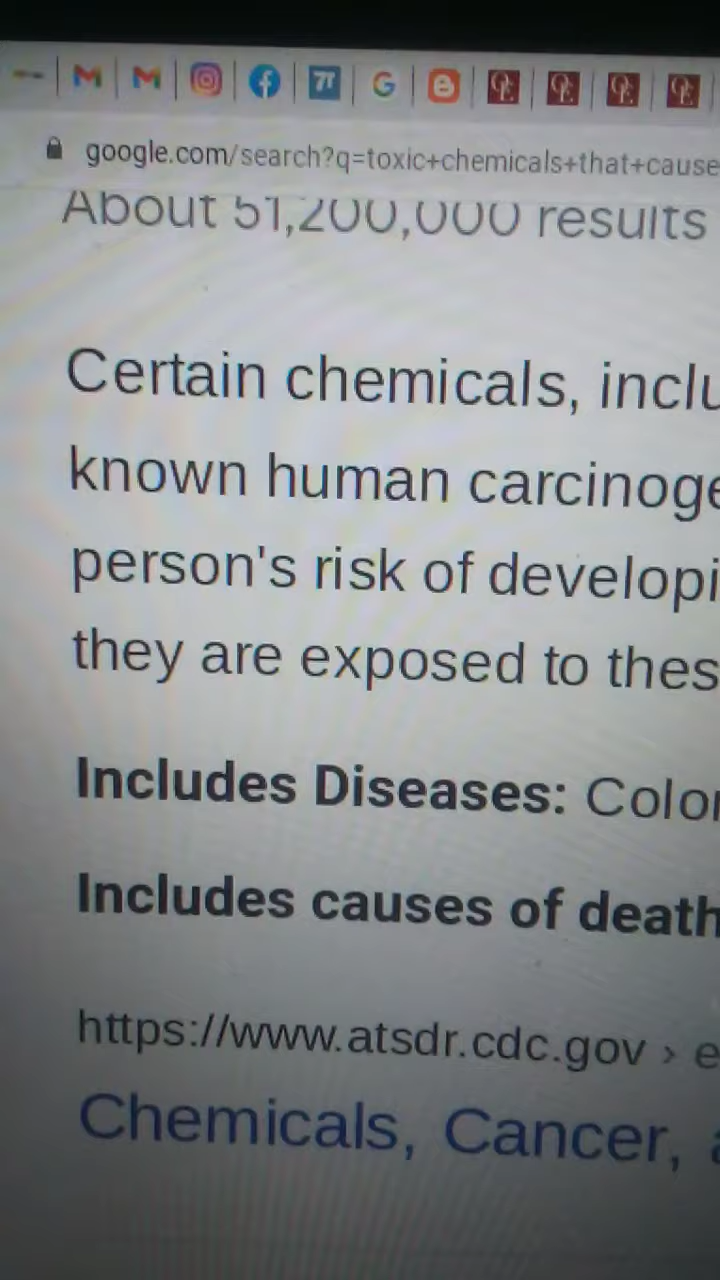 google.com/search?q=toxic+chemicals+that+cause
About 51,200,000 results
Certain chemicals, inclu
known human carcinoge
person's risk of developi
they are exposed to thes
Includes Diseases: Color
Includes causes of death
https://www.atsdr.cdc.gov › e
Chemicals, Cancer, a